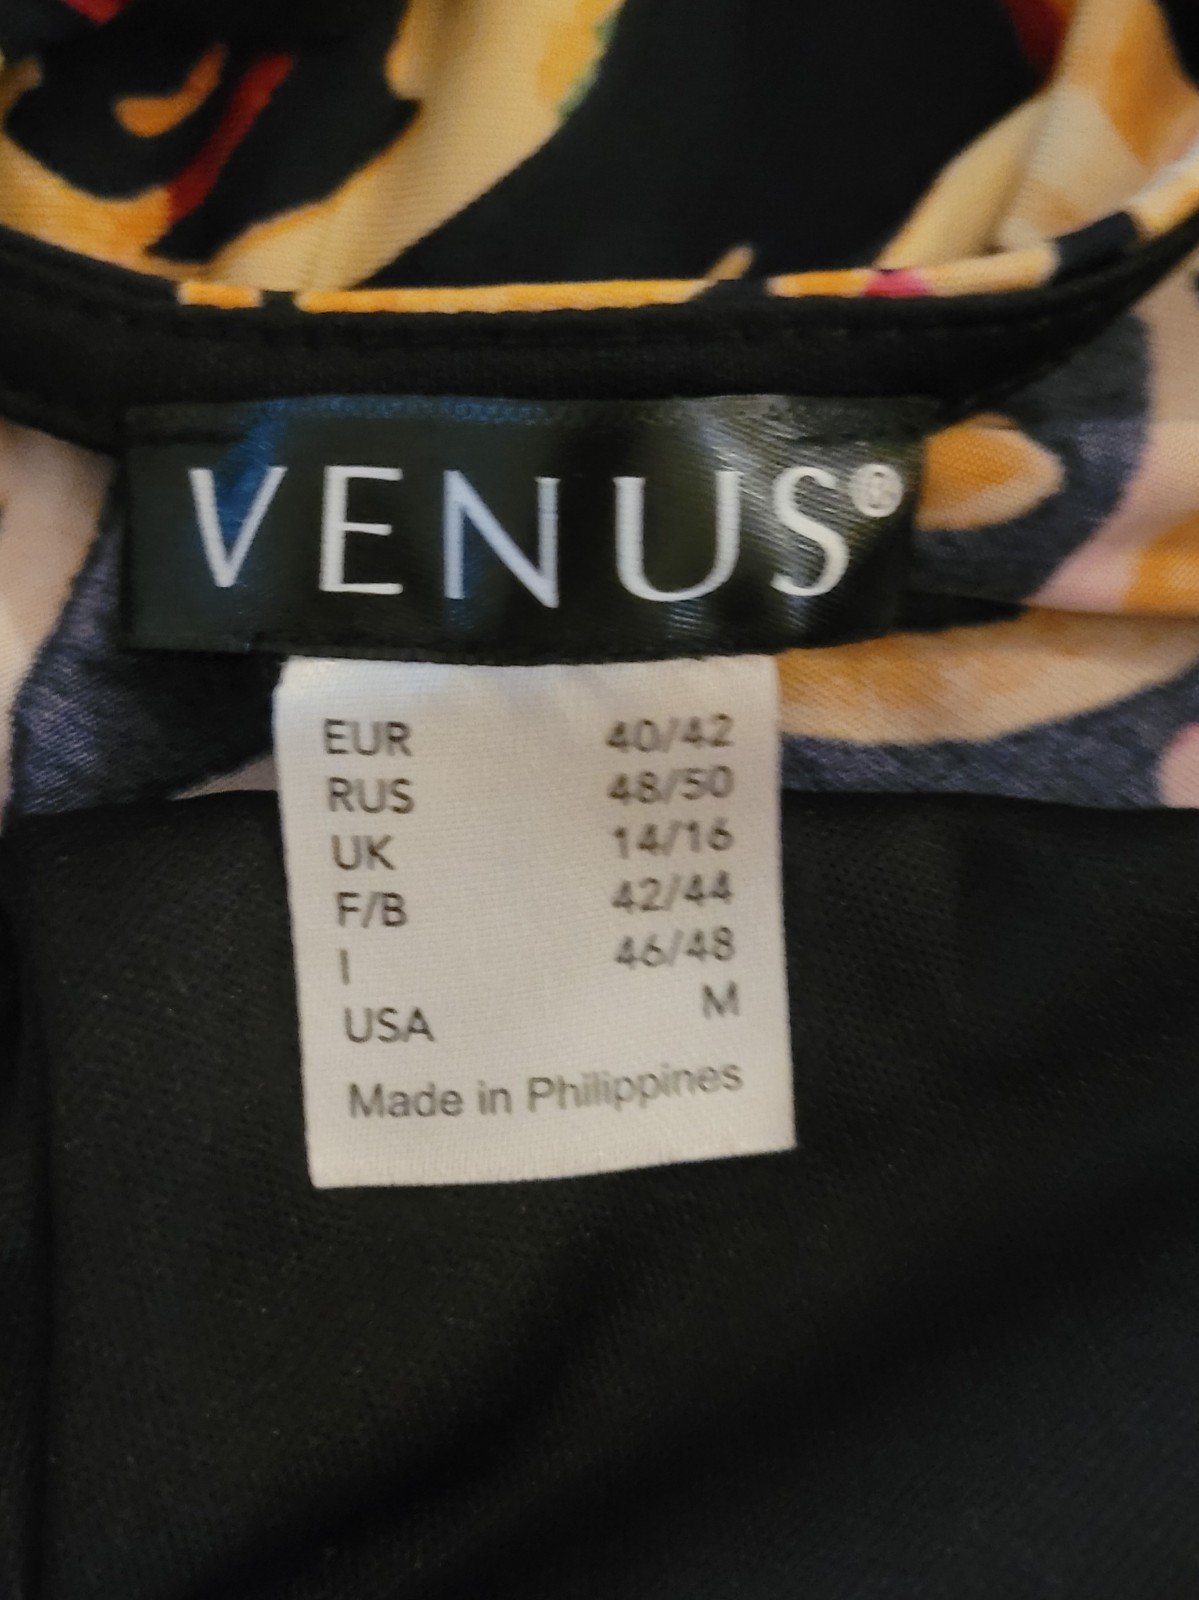 VENUS®
EUR 40/42
RUS 48/50
UK 14/16
F/B 42/44
I 46/48
USA M
Made in Philippines